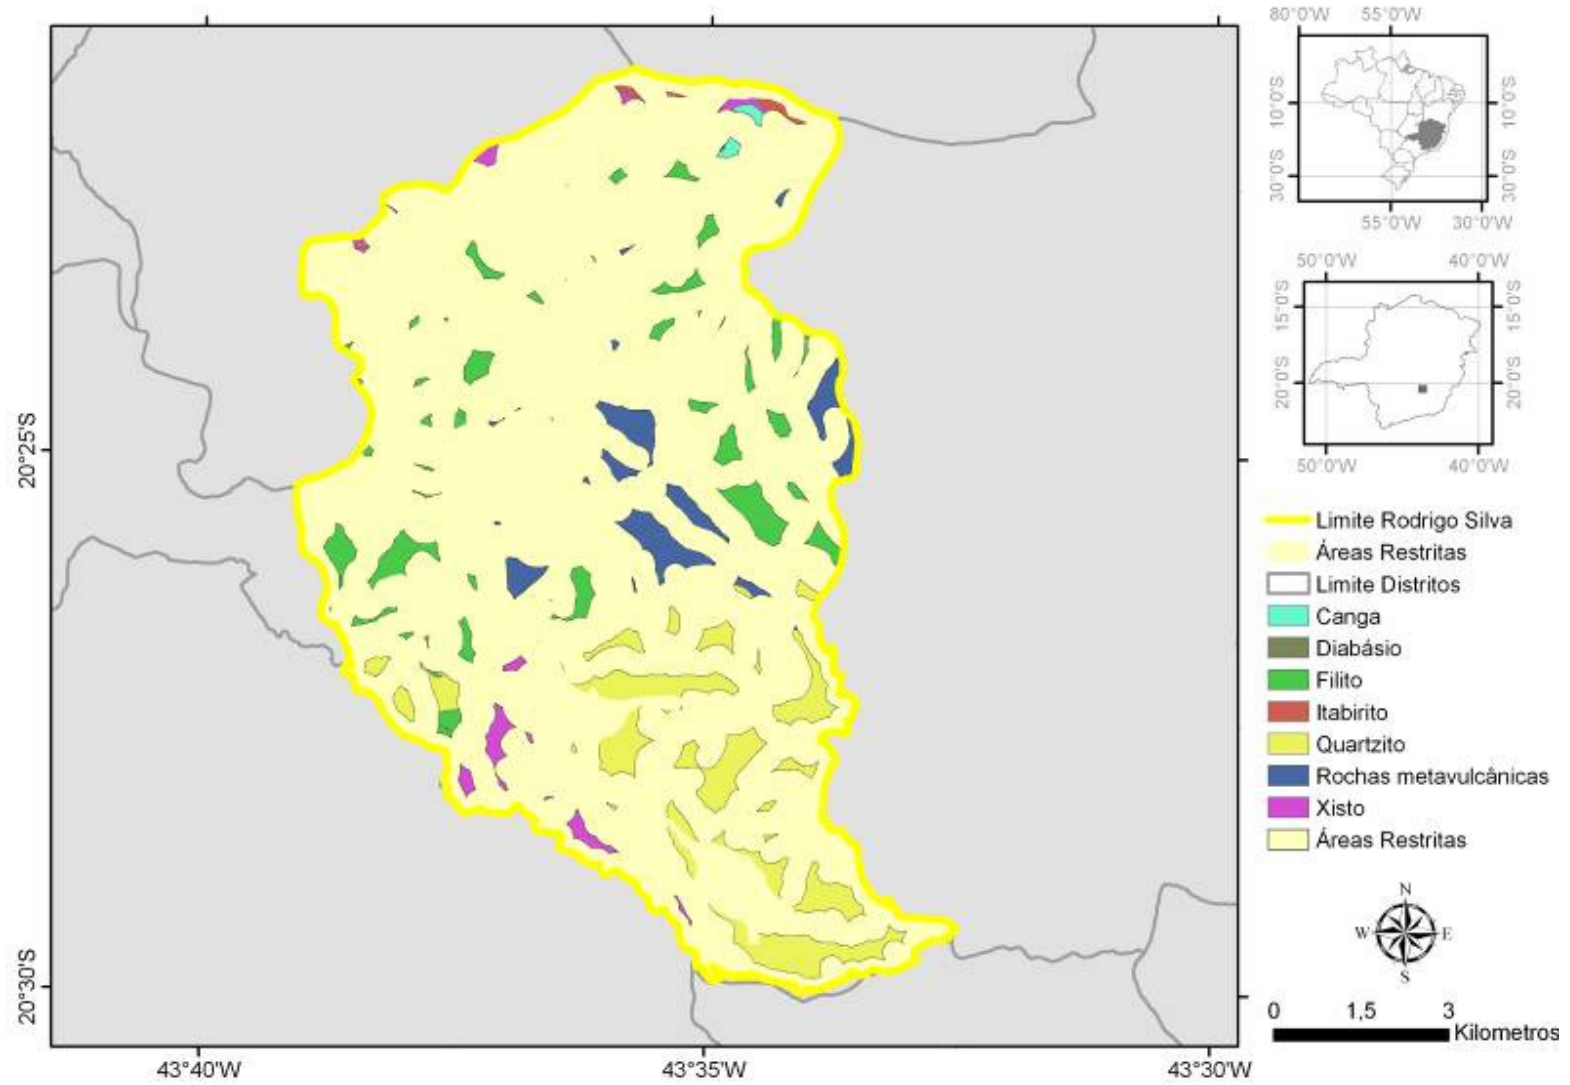 80°0'W 55°0'W
10°0'S 10°0'S
30°0'S 30°0'S
55°0'W 30°0'W
50°0'W 40°0'W
15°0'S 15°0'S
20°0'S 20°0'S
50°0'W 40°0'W
20°25'S
20°30'S
43°40'W 43°35'W 43°30'W
Limite Rodrigo Silva
Áreas Restritas
Limite Distritos
Canga
Diabásio
Filito
Itabirito
Quartzito
Rochas metavulcânicas
Xisto
Áreas Restritas
N
W E
S
0 1,5 3
Kilometros